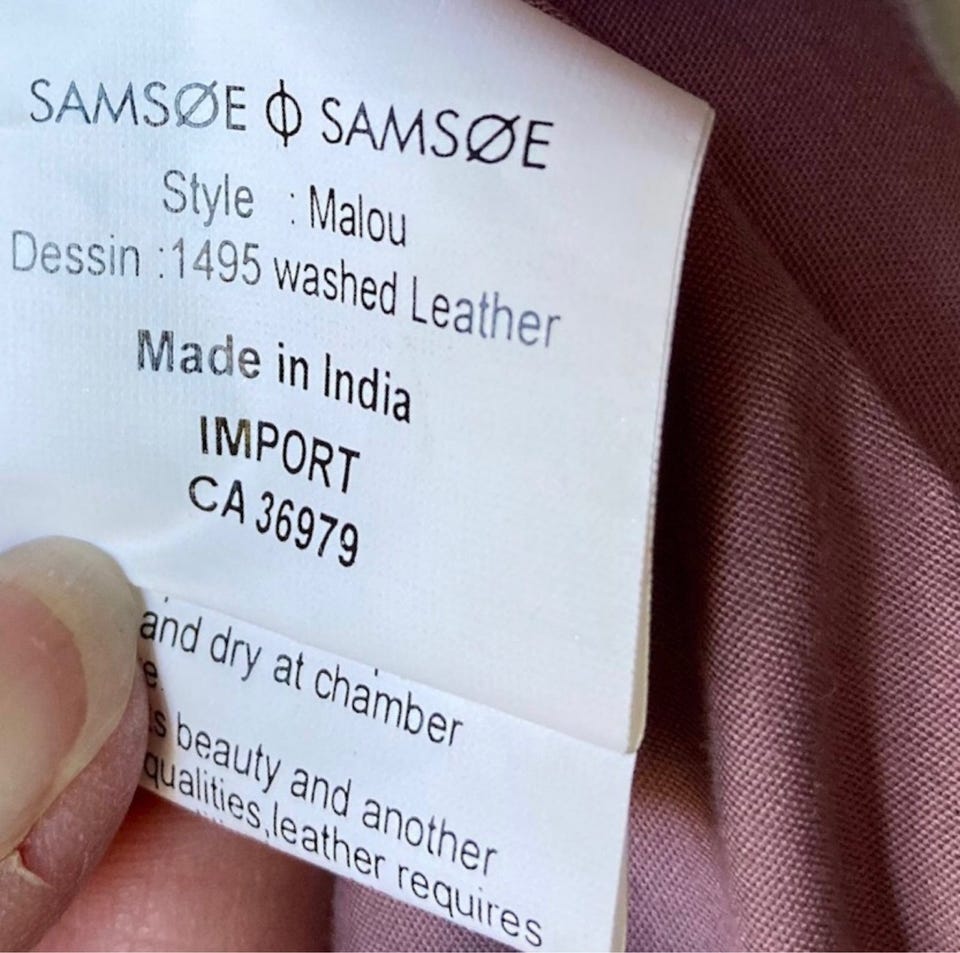 SAMSØE Φ SAMSØE
Style : Malou
Dessin :1495 washed Leather
Made in India
IMPORT
CA 36979
and dry at chamber
beauty and another
qualities,leather requires